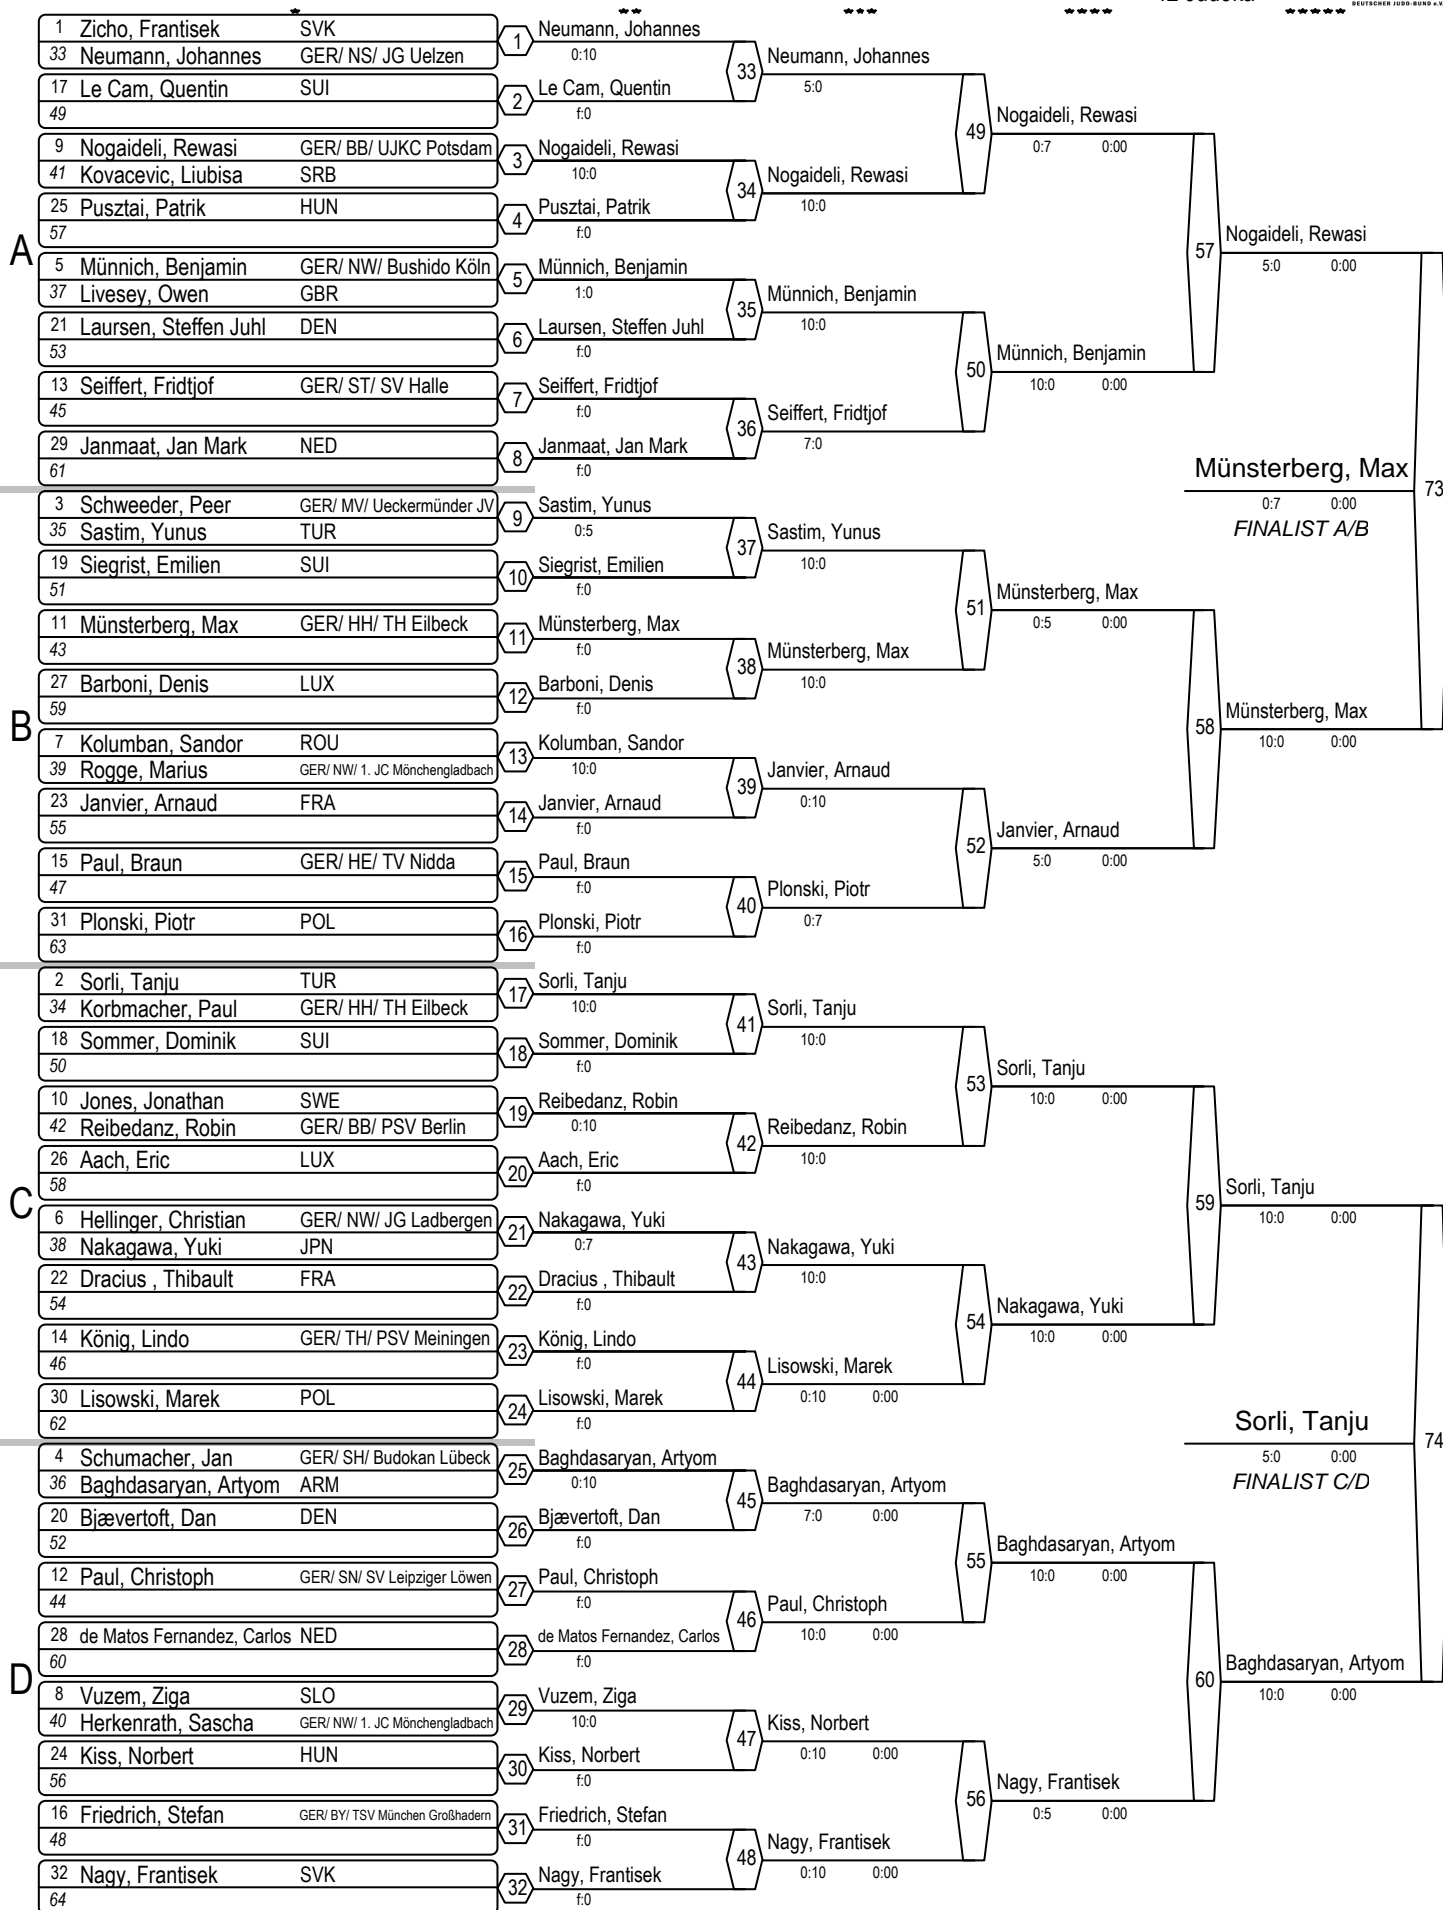 DEUTSCHER JUDO-BUND e.V.
A
1 Zicho, Frantisek SVK
33 Neumann, Johannes GER/ NS/ JG Uelzen
17 Le Cam, Quentin SUI
49
9 Nogaideli, Rewasi GER/ BB/ UJKC Potsdam
41 Kovacevic, Liubisa SRB
25 Pusztai, Patrik HUN
57
5 Münnich, Benjamin GER/ NW/ Bushido Köln
37 Livesey, Owen GBR
21 Laursen, Steffen Juhl DEN
53
13 Seiffert, Fridtjof GER/ ST/ SV Halle
45
29 Janmaat, Jan Mark NED
61
B
3 Schweeder, Peer GER/ MV/ Ueckermünder JV
35 Sastim, Yunus TUR
19 Siegrist, Emilien SUI
51
11 Münsterberg, Max GER/ HH/ TH Eilbeck
43
27 Barboni, Denis LUX
59
7 Kolumban, Sandor ROU
39 Rogge, Marius GER/ NW/ 1. JC Mönchengladbach
23 Janvier, Arnaud FRA
55
15 Paul, Braun GER/ HE/ TV Nidda
47
31 Plonski, Piotr POL
63
C
2 Sorli, Tanju TUR
34 Korbmacher, Paul GER/ HH/ TH Eilbeck
18 Sommer, Dominik SUI
50
10 Jones, Jonathan SWE
42 Reibedanz, Robin GER/ BB/ PSV Berlin
26 Aach, Eric LUX
58
6 Hellinger, Christian GER/ NW/ JG Ladbergen
38 Nakagawa, Yuki JPN
22 Dracius , Thibault FRA
54
14 König, Lindo GER/ TH/ PSV Meiningen
46
30 Lisowski, Marek POL
62
D
4 Schumacher, Jan GER/ SH/ Budokan Lübeck
36 Baghdasaryan, Artyom ARM
20 Bjævertoft, Dan DEN
52
12 Paul, Christoph GER/ SN/ SV Leipziger Löwen
44
28 de Matos Fernandez, Carlos NED
60
8 Vuzem, Ziga SLO
40 Herkenrath, Sascha GER/ NW/ 1. JC Mönchengladbach
24 Kiss, Norbert HUN
56
16 Friedrich, Stefan GER/ BY/ TSV München Großhadern
48
32 Nagy, Frantisek SVK
64
1 Neumann, Johannes
0:10
2 Le Cam, Quentin
f:0
3 Nogaideli, Rewasi
10:0
4 Pusztai, Patrik
f:0
5 Münnich, Benjamin
1:0
6 Laursen, Steffen Juhl
f:0
7 Seiffert, Fridtjof
f:0
8 Janmaat, Jan Mark
f:0
9 Sastim, Yunus
0:5
10 Siegrist, Emilien
f:0
11 Münsterberg, Max
f:0
12 Barboni, Denis
f:0
13 Kolumban, Sandor
10:0
14 Janvier, Arnaud
f:0
15 Paul, Braun
f:0
16 Plonski, Piotr
f:0
17 Sorli, Tanju
10:0
18 Sommer, Dominik
f:0
19 Reibedanz, Robin
0:10
20 Aach, Eric
f:0
21 Nakagawa, Yuki
0:7
22 Dracius , Thibault
f:0
23 König, Lindo
f:0
24 Lisowski, Marek
f:0
25 Baghdasaryan, Artyom
0:10
26 Bjævertoft, Dan
f:0
27 Paul, Christoph
f:0
28 de Matos Fernandez, Carlos
f:0
29 Vuzem, Ziga
10:0
30 Kiss, Norbert
f:0
31 Friedrich, Stefan
f:0
32 Nagy, Frantisek
f:0
33 Neumann, Johannes
5:0
34 Nogaideli, Rewasi
10:0
35 Münnich, Benjamin
10:0
36 Seiffert, Fridtjof
7:0
37 Sastim, Yunus
10:0
38 Münsterberg, Max
10:0
39 Janvier, Arnaud
0:10
40 Plonski, Piotr
0:7
41 Sorli, Tanju
10:0
42 Reibedanz, Robin
10:0
43 Nakagawa, Yuki
10:0
44 Lisowski, Marek
0:10 0:00
45 Baghdasaryan, Artyom
7:0 0:00
46 Paul, Christoph
10:0 0:00
47 Kiss, Norbert
0:10 0:00
48 Nagy, Frantisek
0:10 0:00
49 Nogaideli, Rewasi
0:7 0:00
50 Münnich, Benjamin
10:0 0:00
51 Münsterberg, Max
0:5 0:00
52 Janvier, Arnaud
5:0 0:00
53 Sorli, Tanju
10:0 0:00
54 Nakagawa, Yuki
10:0 0:00
55 Baghdasaryan, Artyom
10:0 0:00
56 Nagy, Frantisek
0:5 0:00
57 Nogaideli, Rewasi
5:0 0:00
58 Münsterberg, Max
10:0 0:00
59 Sorli, Tanju
10:0 0:00
60 Baghdasaryan, Artyom
10:0 0:00
Münsterberg, Max 73
0:7 0:00
FINALIST A/B
Sorli, Tanju 74
5:0 0:00
FINALIST C/D